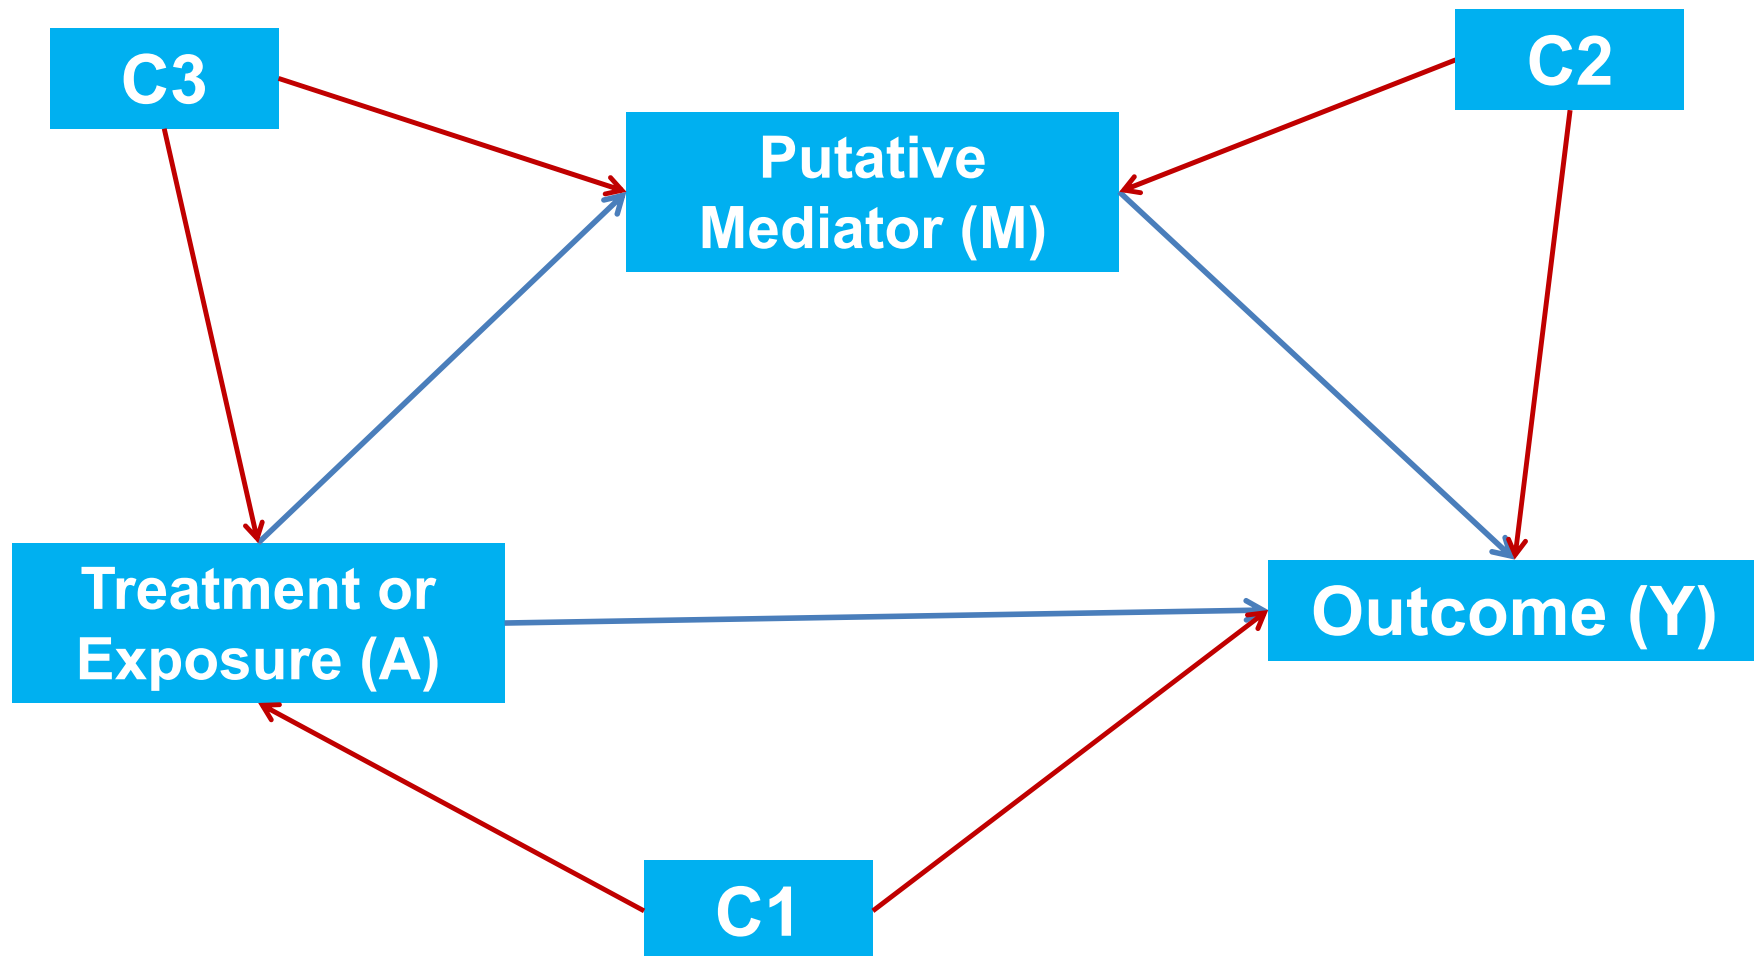 C3
C2
Putative
Mediator (M)
Treatment or
Exposure (A)
Outcome (Y)
C1